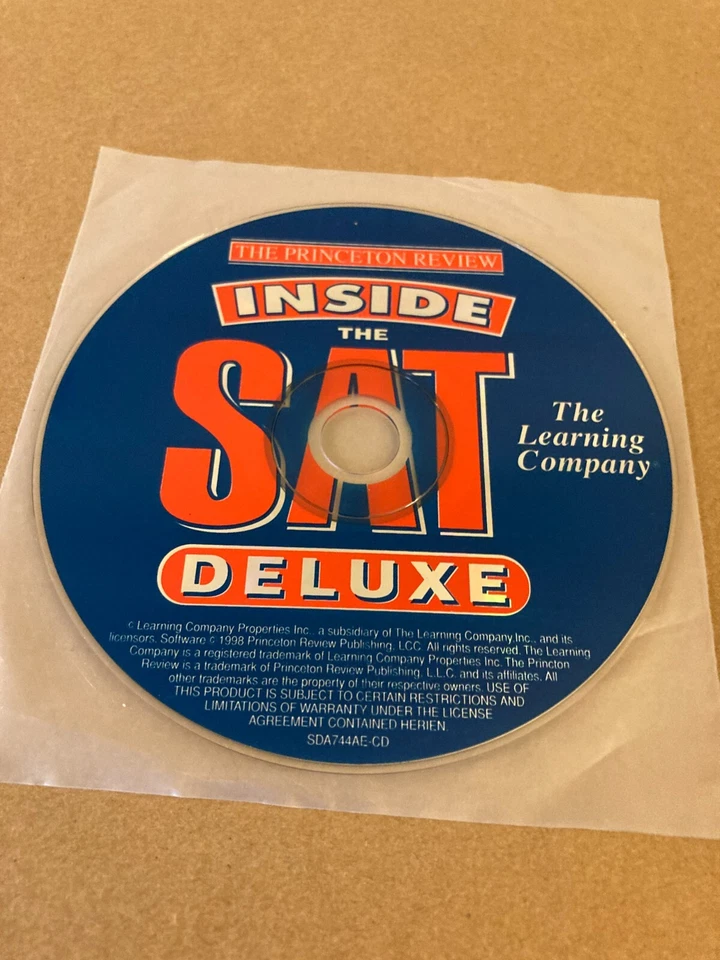 THE PRINCETON REVIEW
INSIDE
THE
SAT
DELUXE
The
Learning
Company
© Learning Company Properties Inc., a subsidiary of The Learning Company,Inc., and its
licensors. Software © 1998 Princeton Review Publishing, LCC. All rights reserved. The Learning
Company is a registered trademark of Learning Company Properties Inc. The Princton
Review is a trademark of Princeton Review Publishing, L.L.C. and its affiliates. All
other trademarks are the property of their respective owners. USE OF
THIS PRODUCT IS SUBJECT TO CERTAIN RESTRICTIONS AND
LIMITATIONS OF WARRANTY UNDER THE LICENSE
AGREEMENT CONTAINED HERIEN.
SDA744AE-CD